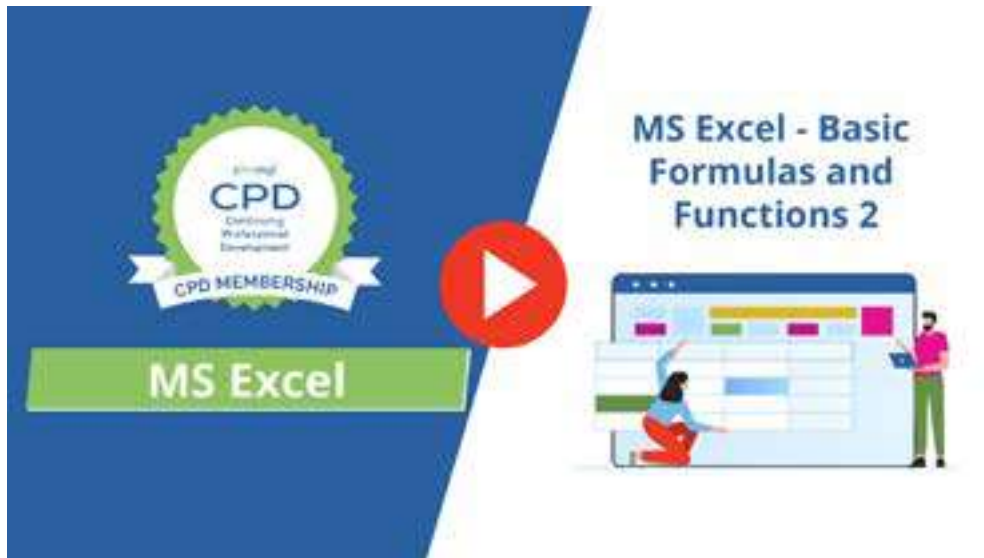 CPD
Continuing
Professional
Development
CPD MEMBERSHIP
MS Excel
MS Excel - Basic
Formulas and
Functions 2